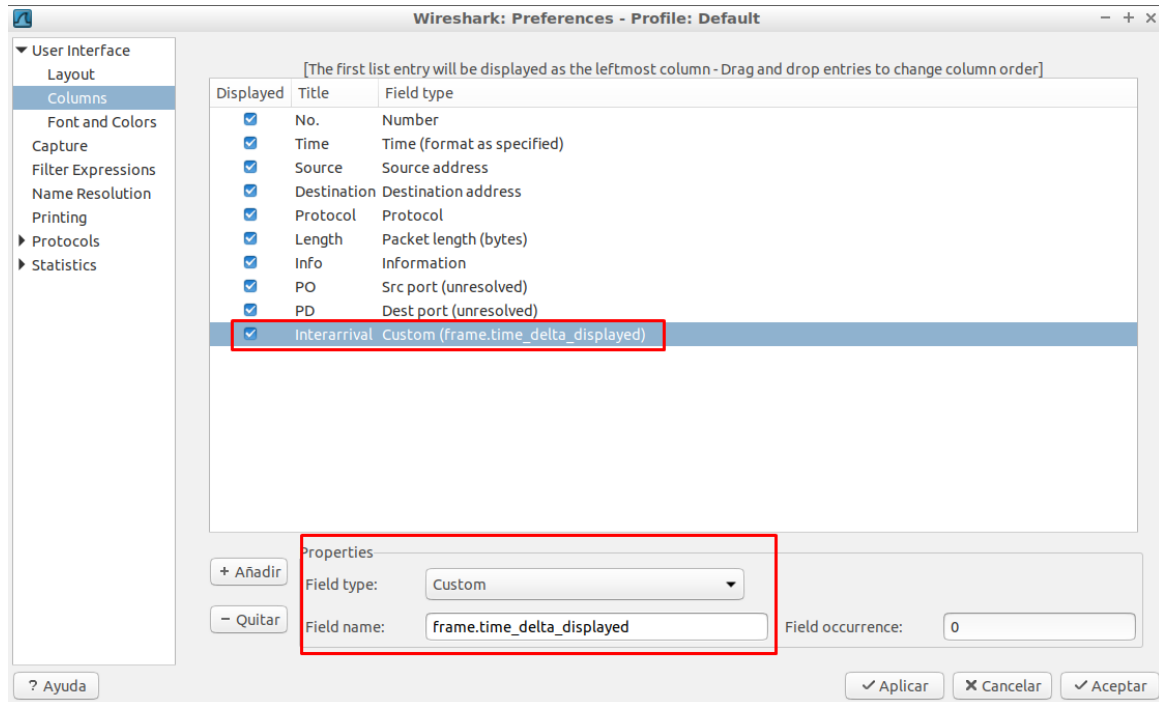 Wireshark: Preferences - Profile: Default
User Interface
Layout
Columns
Font and Colors
Capture
Filter Expressions
Name Resolution
Printing
Protocols
Statistics
[The first list entry will be displayed as the leftmost column - Drag and drop entries to change column order]
Displayed Title Field type
No. Number
Time Time (format as specified)
Source Source address
Destination Destination address
Protocol Protocol
Length Packet length (bytes)
Info Information
PO Src port (unresolved)
PD Dest port (unresolved)
Interarrival Custom (frame.time_delta_displayed)
Properties
+ Añadir
Field type: Custom
− Quitar
Field name: frame.time_delta_displayed Field occurrence: 0
? Ayuda Aplicar Cancelar Aceptar